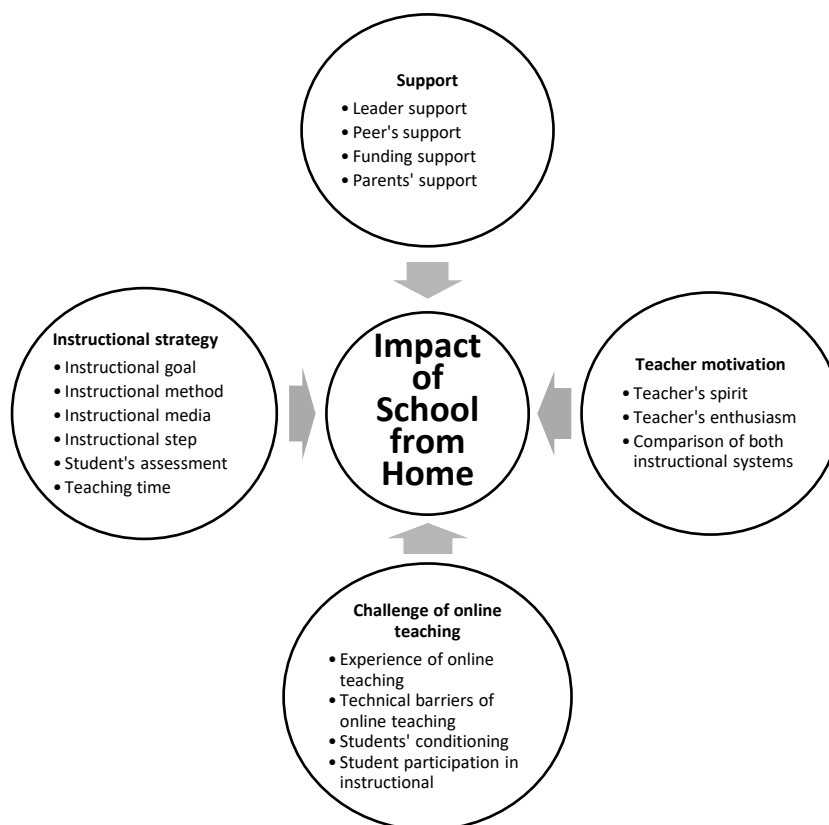 Support
• Leader support
• Peer's support
• Funding support
• Parents' support
Instructional strategy
• Instructional goal
• Instructional method
• Instructional media
• Instructional step
• Student's assessment
• Teaching time
Impact
of
School
from
Home
Teacher motivation
• Teacher's spirit
• Teacher's enthusiasm
• Comparison of both
instructional systems
Challenge of online
teaching
• Experience of online
teaching
• Technical barriers of
online teaching
• Students' conditioning
• Student participation in
instructional